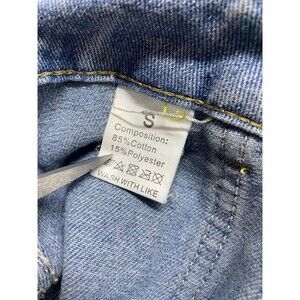 S
Composition:
85%Cotton
15%Polyester
WASH WITH LIKE